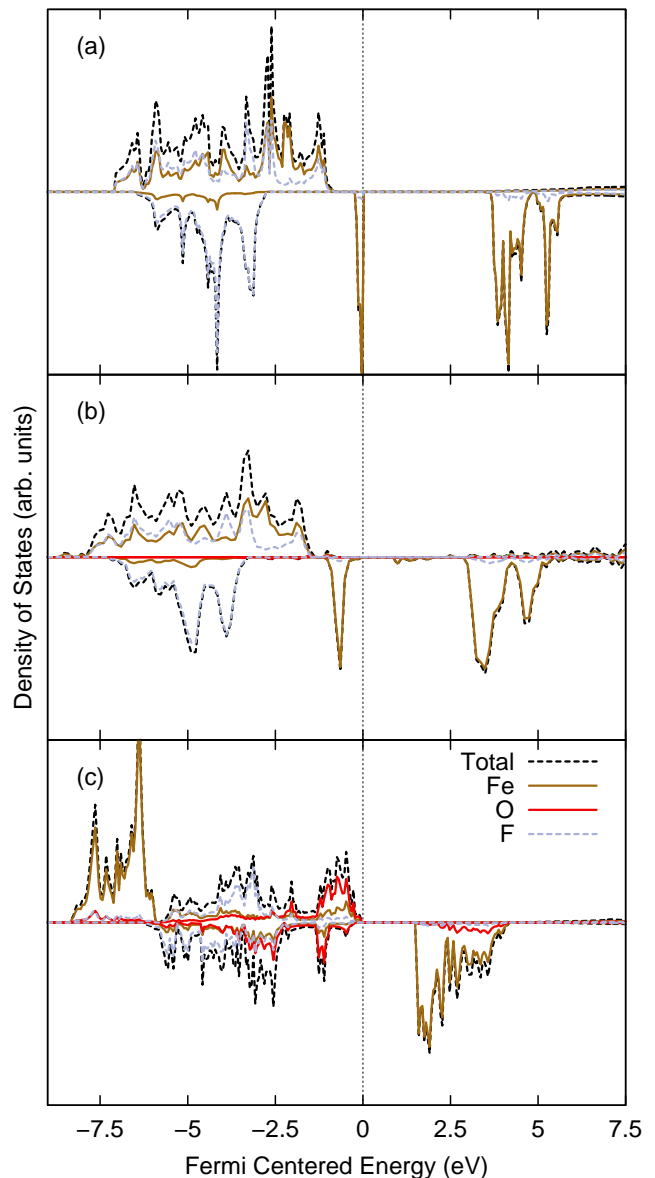 (a)
(b)
(c)
Total
Fe
O
F
Density of States (arb. units)
−7.5 −5 −2.5 0 2.5 5 7.5
Fermi Centered Energy (eV)